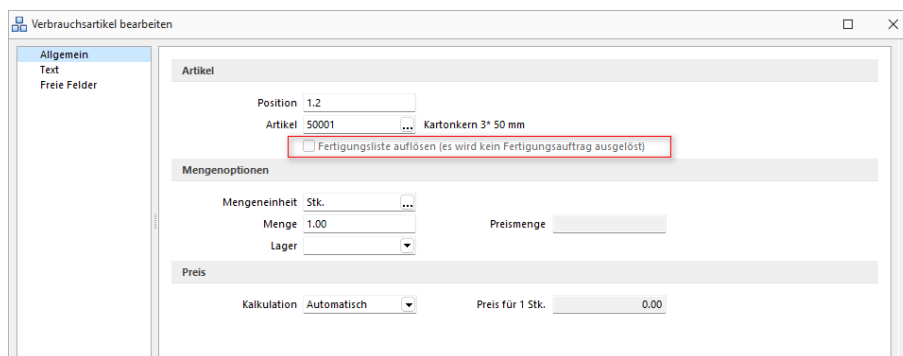 Verbrauchsartikel bearbeiten
Allgemein
Text
Freie Felder
Artikel
Position 1.2
Artikel 50001 ... Kartonkern 3* 50 mm
Fertigungsliste auflösen (es wird kein Fertigungsauftrag ausgelöst)
Mengenoptionen
Mengeneinheit Stk. ...
Menge 1.00 Preismenge
Lager
Preis
Kalkulation Automatisch Preis für 1 Stk. 0.00